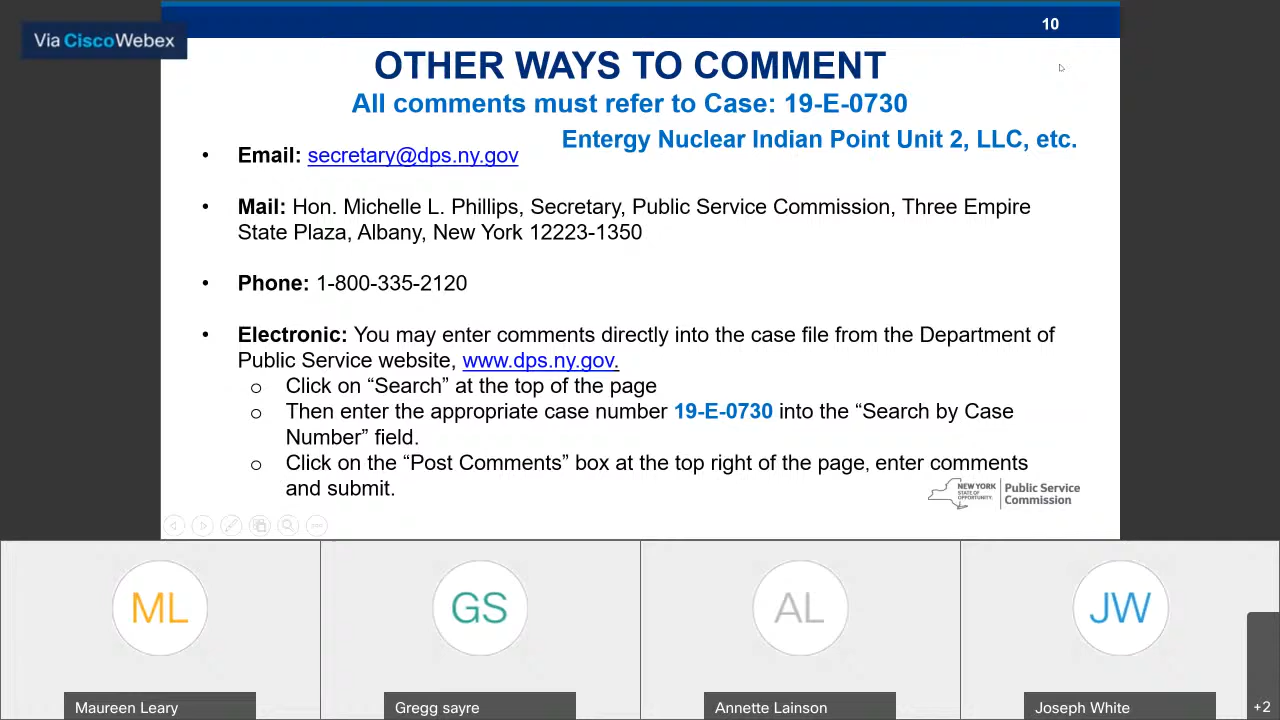 Via CiscoWebex
10
OTHER WAYS TO COMMENT
All comments must refer to Case: 19-E-0730
Entergy Nuclear Indian Point Unit 2, LLC, etc.
• Email: secretary@dps.ny.gov
• Mail: Hon. Michelle L. Phillips, Secretary, Public Service Commission, Three Empire
State Plaza, Albany, New York 12223-1350
• Phone: 1-800-335-2120
• Electronic: You may enter comments directly into the case file from the Department of
Public Service website, www.dps.ny.gov.
o Click on “Search” at the top of the page
o Then enter the appropriate case number 19-E-0730 into the “Search by Case
Number” field.
o Click on the “Post Comments” box at the top right of the page, enter comments
and submit.
NEW YORK
STATE OF
OPPORTUNITY.
Public Service
Commission
ML
GS
AL
JW
Maureen Leary
Gregg sayre
Annette Lainson
Joseph White
+2